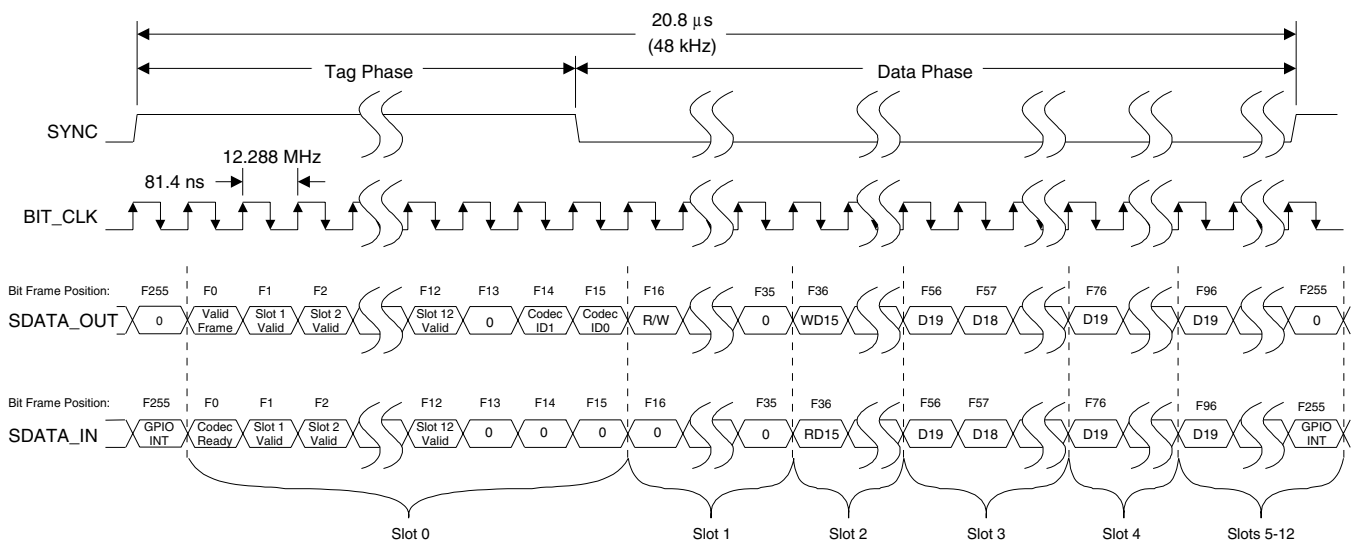 20.8 μs
(48 kHz)
Tag Phase
Data Phase
SYNC
12.288 MHz
81.4 ns
BIT_CLK
Bit Frame Position: F255 F0 F1 F2 F12 F13 F14 F15 F16 F35 F36 F56 F57 F76 F96 F255
SDATA_OUT 0 Valid Frame Slot 1 Valid Slot 2 Valid Slot 12 Valid 0 Codec ID1 Codec ID0 R/W 0 WD15 D19 D18 D19 D19 0
Bit Frame Position: F255 F0 F1 F2 F12 F13 F14 F15 F16 F35 F36 F56 F57 F76 F96 F255
SDATA_IN GPIO INT Codec Ready Slot 1 Valid Slot 2 Valid Slot 12 Valid 0 0 0 0 0 RD15 D19 D18 D19 D19 GPIO INT
Slot 0 Slot 1 Slot 2 Slot 3 Slot 4 Slots 5-12